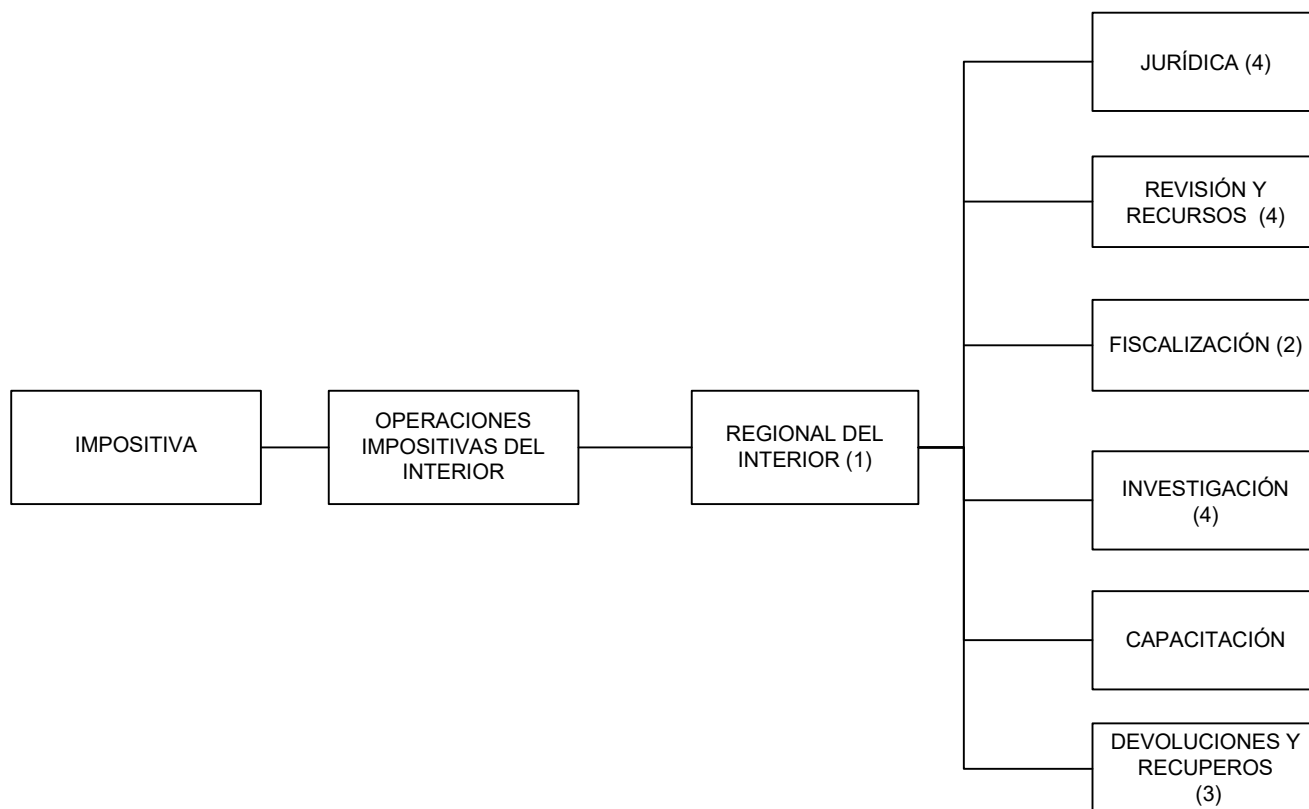 JURÍDICA (4)
REVISIÓN Y
RECURSOS (4)
FISCALIZACIÓN (2)
IMPOSITIVA
OPERACIONES
IMPOSITIVAS DEL
INTERIOR
REGIONAL DEL
INTERIOR (1)
INVESTIGACIÓN
(4)
CAPACITACIÓN
DEVOLUCIONES Y
RECUPEROS
(3)